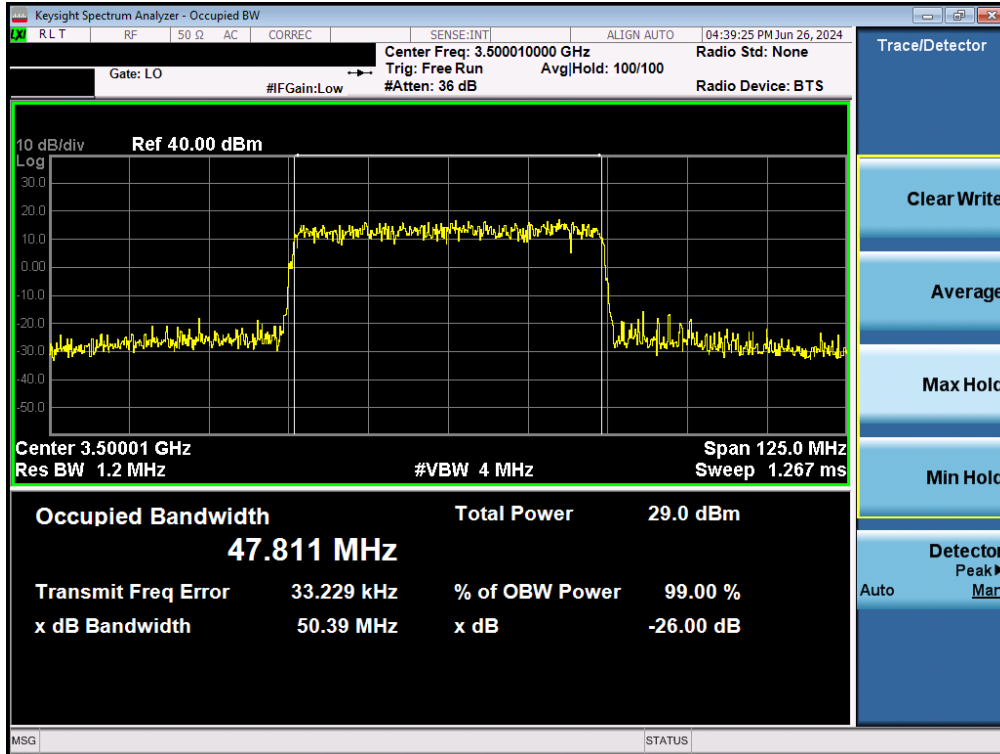 Keysight Spectrum Analyzer - Occupied BW
LXI RLT RF 50 Ω AC CORREC SENSE:INT ALIGN AUTO 04:39:25 PM Jun 26, 2024
Center Freq: 3.500010000 GHz Radio Std: None
Gate: LO Trig: Free Run Avg|Hold: 100/100
#IFGain:Low #Atten: 36 dB Radio Device: BTS
10 dB/div Ref 40.00 dBm
Log
30.0
20.0
10.0
0.00
-10.0
-20.0
-30.0
-40.0
-50.0
Center 3.50001 GHz Span 125.0 MHz
Res BW 1.2 MHz #VBW 4 MHz Sweep 1.267 ms
Occupied Bandwidth Total Power 29.0 dBm
47.811 MHz
Transmit Freq Error 33.229 kHz % of OBW Power 99.00 %
x dB Bandwidth 50.39 MHz x dB -26.00 dB
MSG STATUS
Trace/Detector
Clear Write
Average
Max Hold
Min Hold
Detector
Peak
Auto Man